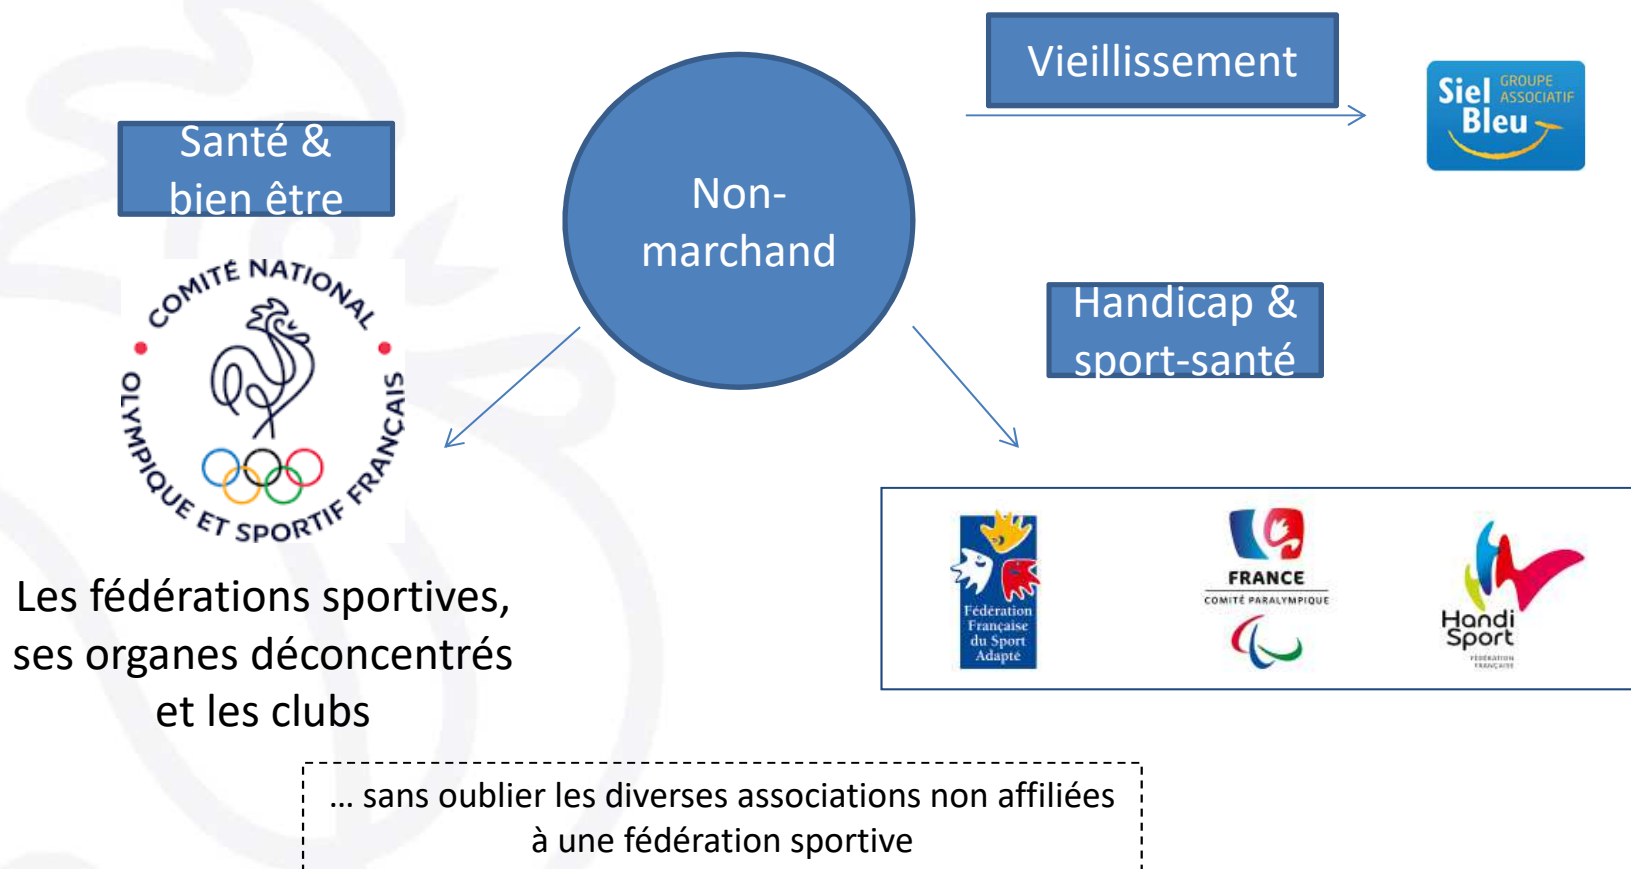 Vieillissement
Siel
Bleu
GROUPE
ASSOCIATIF
Santé &
bien être
Non-
marchand
COMITÉ NATIONAL
OLYMPIQUE ET SPORTIF FRANÇAIS
Handicap &
sport-santé
Fédération
Française
du Sport
Adapté
FRANCE
COMITÉ PARALYMPIQUE
Handi
Sport
FÉDÉRATION
FRANÇAISE
Les fédérations sportives,
ses organes déconcentrés
et les clubs
... sans oublier les diverses associations non affiliées
à une fédération sportive